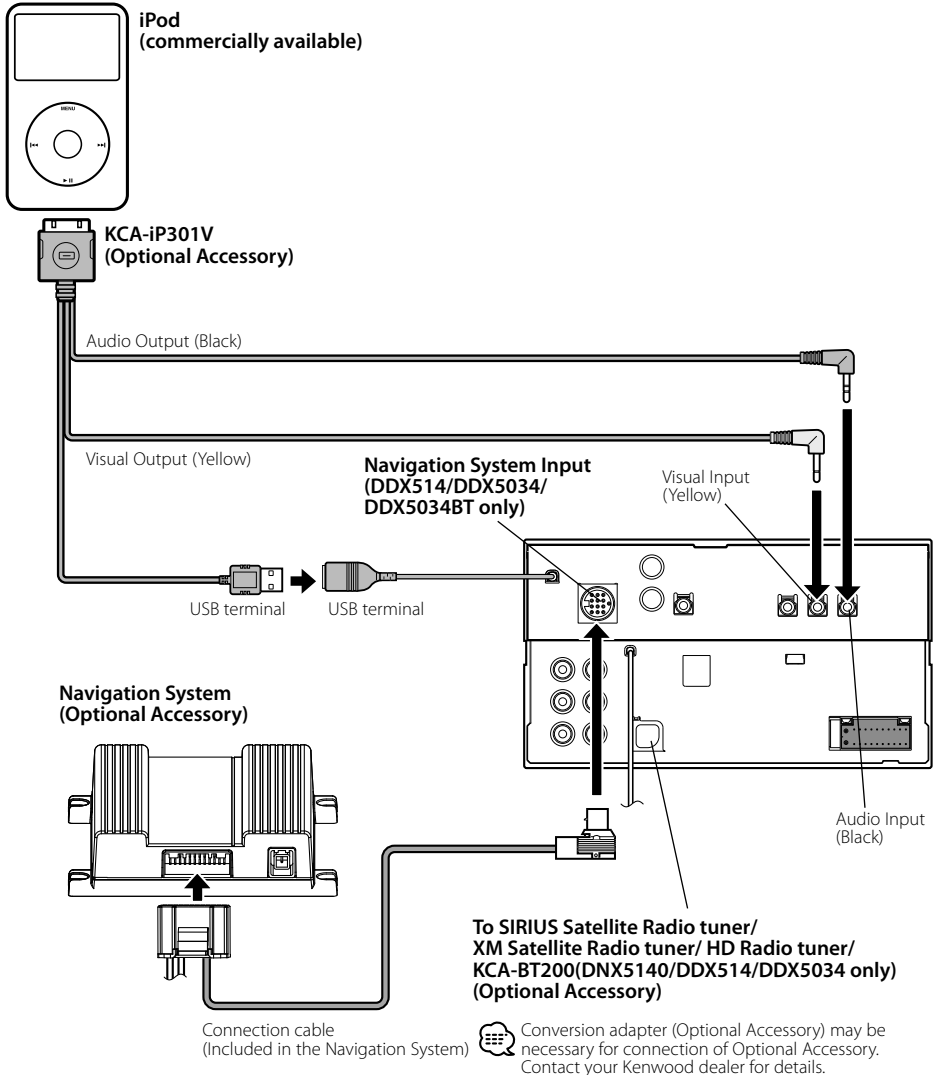 iPod
(commercially available)
MENU
KCA-iP301V
(Optional Accessory)
Audio Output (Black)
Visual Output (Yellow)
Navigation System Input
(DDX514/DDX5034/
DDX5034BT only)
Visual Input
(Yellow)
USB terminal
USB terminal
Navigation System
(Optional Accessory)
Audio Input
(Black)
To SIRIUS Satellite Radio tuner/
XM Satellite Radio tuner/ HD Radio tuner/
KCA-BT200(DNX5140/DDX514/DDX5034 only)
(Optional Accessory)
Connection cable
(Included in the Navigation System)
Conversion adapter (Optional Accessory) may be
necessary for connection of Optional Accessory.
Contact your Kenwood dealer for details.